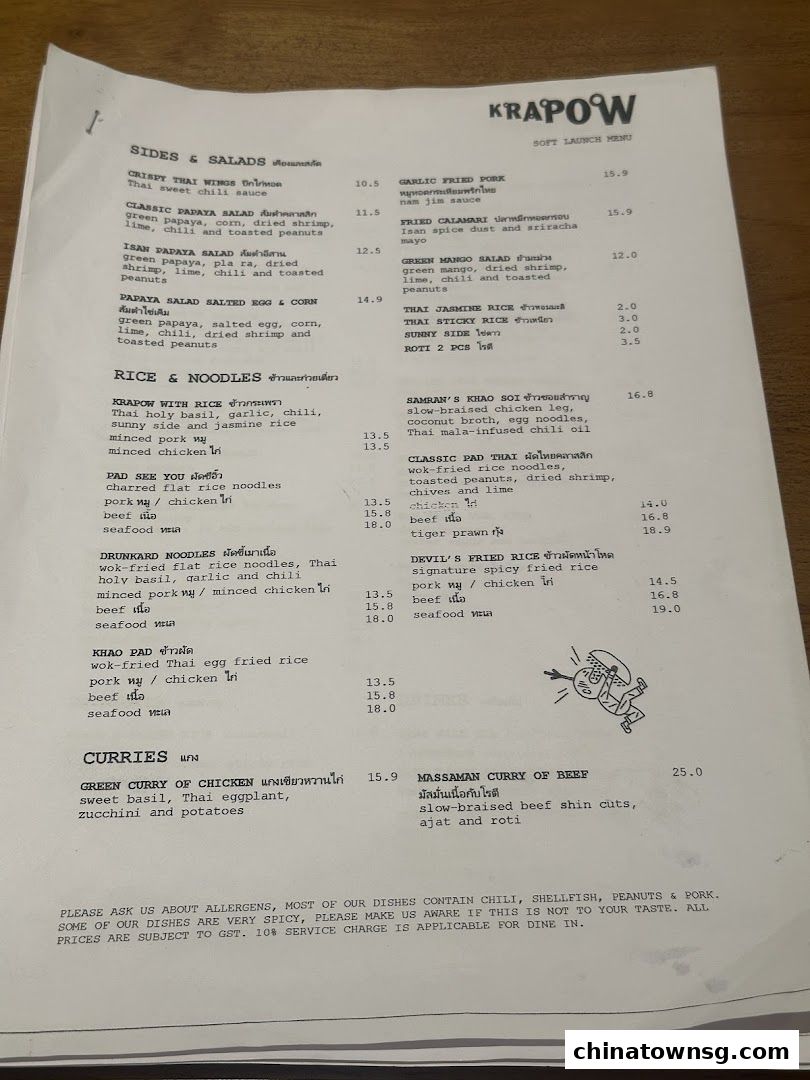 KRAPOW
SOFT LAUNCH MENU
SIDES & SALADS เคียงและสลัด
CRISPY THAI WINGS ปีกไก่ทอด 10.5
Thai sweet chili sauce
CLASSIC PAPAYA SALAD ส้มตำคลาสสิก 11.5
green papaya, corn, dried shrimp,
lime, chili and toasted peanuts
ISAN PAPAYA SALAD ส้มตำอีสาน 12.5
green papaya, pla ra, dried
shrimp, lime, chili and toasted
peanuts
PAPAYA SALAD SALTED EGG & CORN 14.9
ส้มตำไข่เค็ม
green papaya, salted egg, corn,
lime, chili, dried shrimp and
toasted peanuts
GARLIC FRIED PORK 15.9
หมูทอดกระเทียมพริกไทย
nam jim sauce
FRIED CALAMARI ปลาหมึกทอดกรอบ 15.9
Isan spice dust and sriracha
mayo
GREEN MANGO SALAD ยำมะม่วง 12.0
green mango, dried shrimp,
lime, chili and toasted
peanuts
THAI JASMINE RICE ข้าวหอมมะลิ 2.0
THAI STICKY RICE ข้าวเหนียว 3.0
SUNNY SIDE ไข่ดาว 2.0
ROTI 2 PCS โรตี 3.5
RICE & NOODLES ข้าวและก๋วยเตี๋ยว
KRAPOW WITH RICE ข้าวกระเพรา
Thai holy basil, garlic, chili,
sunny side and jasmine rice
minced pork หมู 13.5
minced chicken ไก่ 13.5
PAD SEE YOU ผัดซีอิ๊ว
charred flat rice noodles
pork หมู / chicken ไก่ 13.5
beef เนื้อ 15.8
seafood ทะเล 18.0
DRUNKARD NOODLES ผัดขี้เมาเนื้อ
wok-fried flat rice noodles, Thai
holy basil, garlic and chili
minced pork หมู / minced chicken ไก่ 13.5
beef เนื้อ 15.8
seafood ทะเล 18.0
KHAO PAD ข้าวผัด
wok-fried Thai egg fried rice
pork หมู / chicken ไก่ 13.5
beef เนื้อ 15.8
seafood ทะเล 18.0
SAMRAN'S KHAO SOI ข้าวซอยสำราญ 16.8
slow-braised chicken leg,
coconut broth, egg noodles,
Thai mala-infused chili oil
CLASSIC PAD THAI ผัดไทยคลาสสิก
wok-fried rice noodles,
toasted peanuts, dried shrimp,
chives and lime
chicken ไก่ 14.0
beef เนื้อ 16.8
tiger prawn กุ้ง 18.9
DEVIL'S FRIED RICE ข้าวผัดหน้าโหด
signature spicy fried rice
pork หมู / chicken ไก่ 14.5
beef เนื้อ 16.8
seafood ทะเล 19.0
CURRIES แกง
GREEN CURRY OF CHICKEN แกงเขียวหวานไก่ 15.9
sweet basil, Thai eggplant,
zucchini and potatoes
MASSAMAN CURRY OF BEEF 25.0
มัสมั่นเนื้อกับโรตี
slow-braised beef shin cuts,
ajat and roti
PLEASE ASK US ABOUT ALLERGENS, MOST OF OUR DISHES CONTAIN CHILI, SHELLFISH, PEANUTS & PORK.
SOME OF OUR DISHES ARE VERY SPICY, PLEASE MAKE US AWARE IF THIS IS NOT TO YOUR TASTE. ALL
PRICES ARE SUBJECT TO GST. 10% SERVICE CHARGE IS APPLICABLE FOR DINE IN.
chinatownsg.com